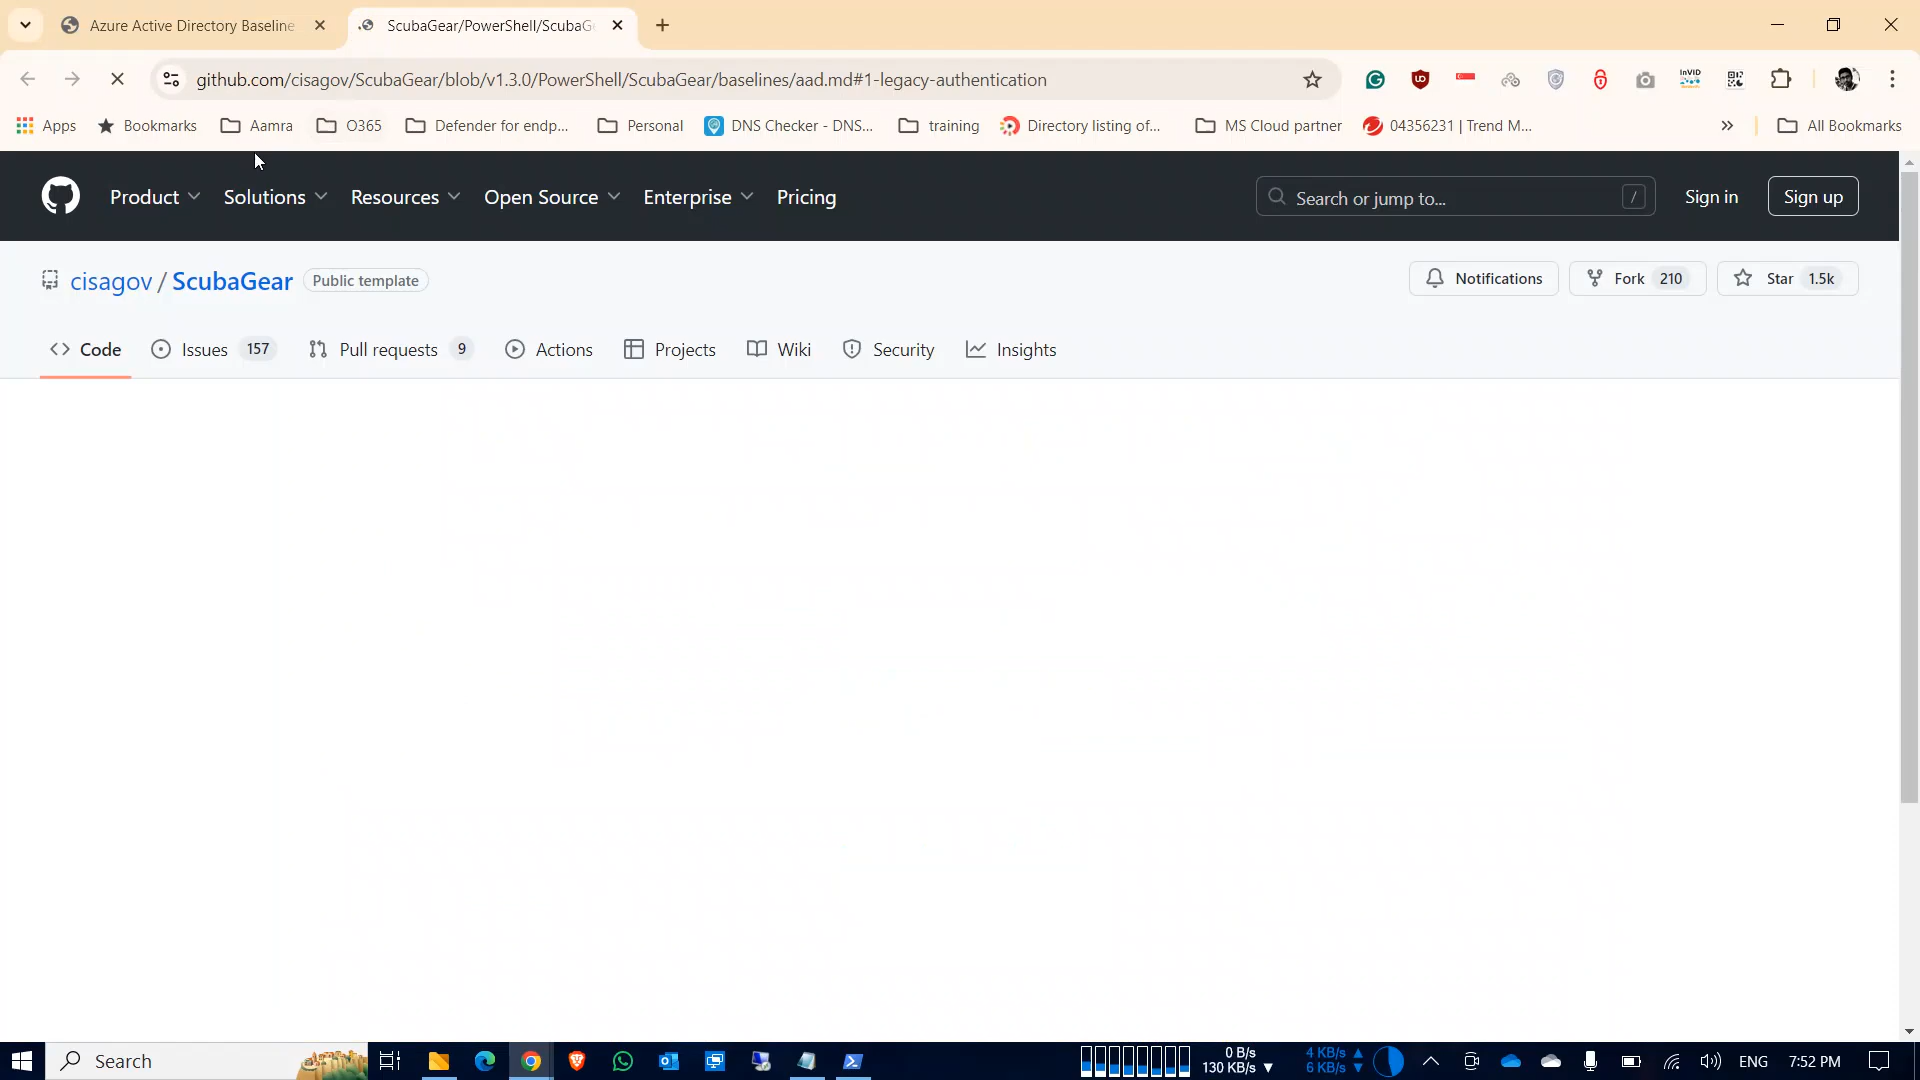 Azure Active Directory Baseline
ScubaGear/PowerShell/ScubaG
github.com/cisagov/ScubaGear/blob/v1.3.0/PowerShell/ScubaGear/baselines/aad.md#1-legacy-authentication
InVID
Apps Bookmarks Aamra O365 Defender for endp... Personal DNS Checker - DNS... training Directory listing of... MS Cloud partner 04356231 | Trend M... All Bookmarks
Product Solutions Resources Open Source Enterprise Pricing Search or jump to... / Sign in Sign up
cisagov / ScubaGear Public template Notifications Fork 210 Star 1.5k
Code Issues 157 Pull requests 9 Actions Projects Wiki Security Insights
Search
0 B/s
130 KB/s
4 KB/s
6 KB/s
ENG 7:52 PM